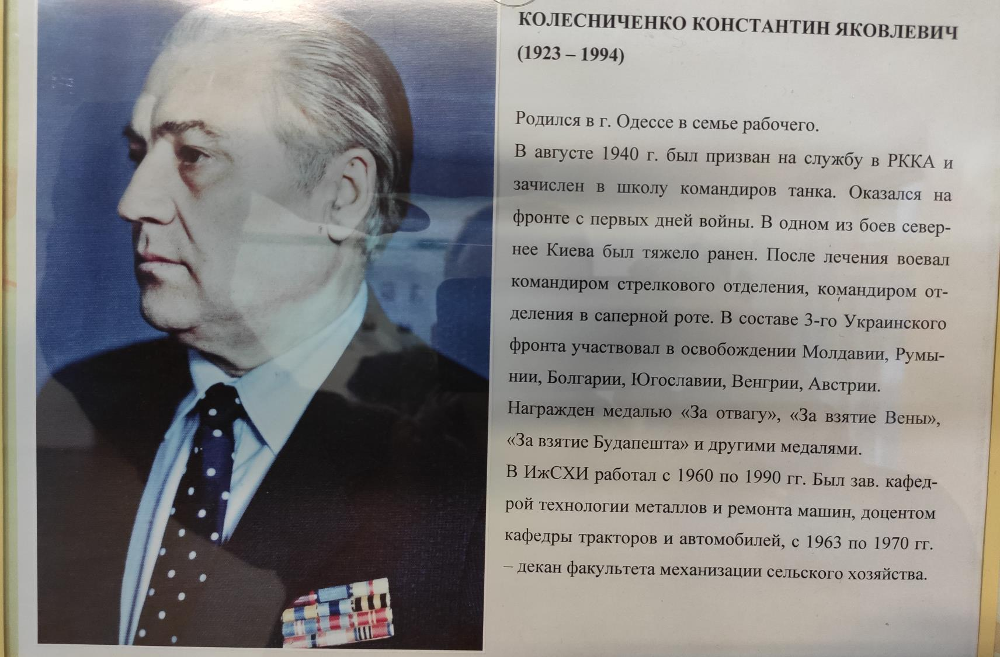 КОЛЕСНИЧЕНКО КОНСТАНТИН ЯКОВЛЕВИЧ
(1923 – 1994)
Родился в г. Одессе в семье рабочего.
В августе 1940 г. был призван на службу в РККА и
зачислен в школу командиров танка. Оказался на
фронте с первых дней войны. В одном из боев север-
нее Киева был тяжело ранен. После лечения воевал
командиром стрелкового отделения, командиром от-
деления в саперной роте. В составе 3-го Украинского
фронта участвовал в освобождении Молдавии, Румы-
нии, Болгарии, Югославии, Венгрии, Австрии.
Награжден медалью «За отвагу», «За взятие Вены»,
«За взятие Будапешта» и другими медалями.
В ИжСХИ работал с 1960 по 1990 гг. Был зав. кафед-
рой технологии металлов и ремонта машин, доцентом
кафедры тракторов и автомобилей, с 1963 по 1970 гг.
– декан факультета механизации сельского хозяйства.